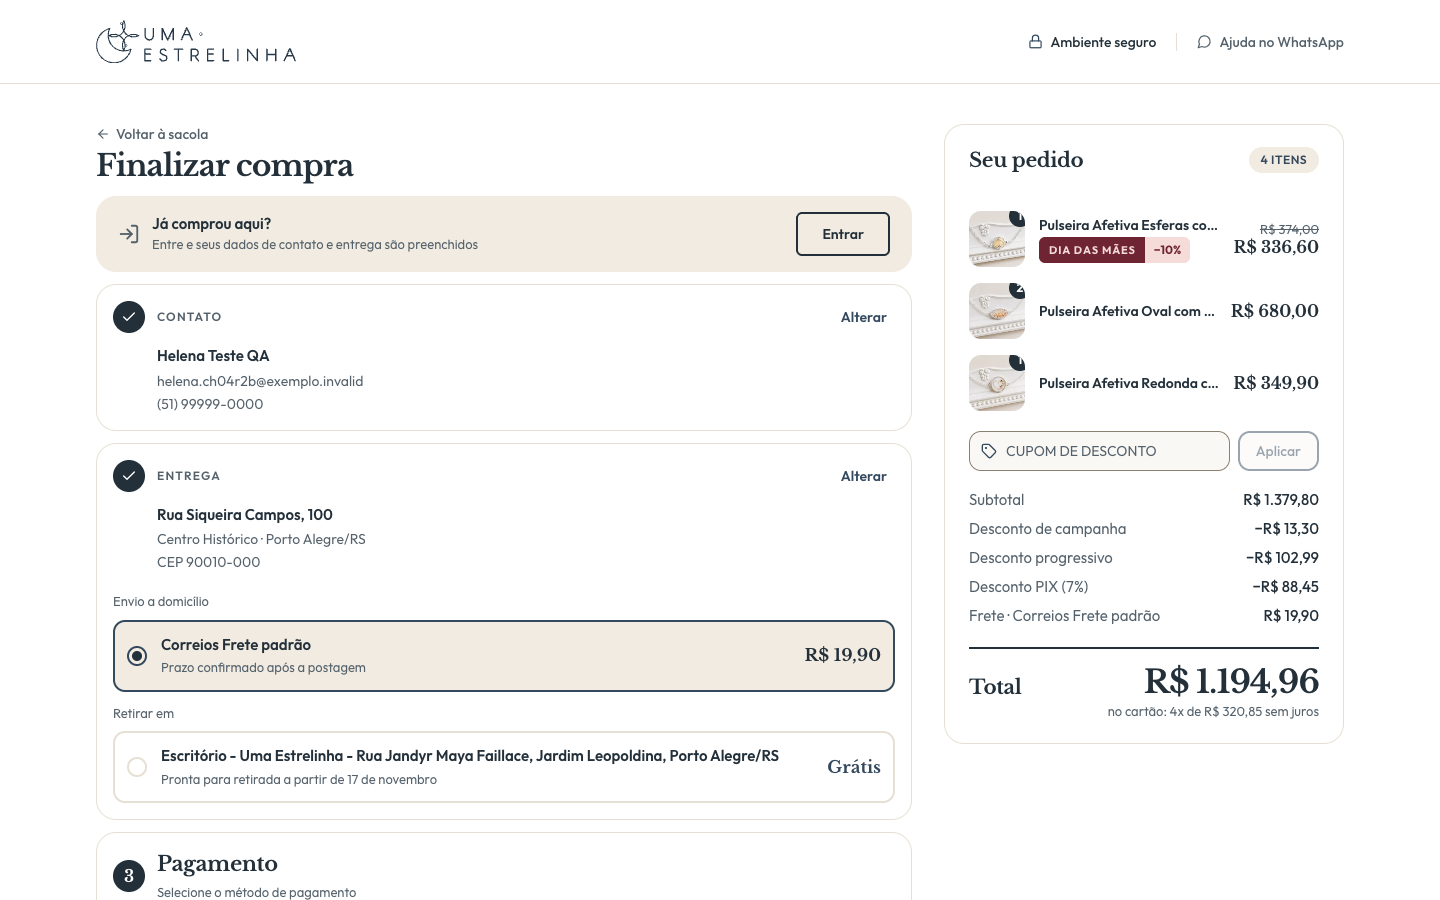 UMA
ESTRELINHA
Ambiente seguro
Ajuda no WhatsApp
Voltar à sacola
Finalizar compra
Já comprou aqui?
Entre e seus dados de contato e entrega são preenchidos
Entrar
CONTATO
Alterar
Helena Teste QA
helena.ch04r2b@exemplo.invalid
(51) 99999-0000
ENTREGA
Alterar
Rua Siqueira Campos, 100
Centro Histórico · Porto Alegre/RS
CEP 90010-000
Envio a domicílio
Correios Frete padrão
Prazo confirmado após a postagem
R$ 19,90
Retirar em
Escritório - Uma Estrelinha - Rua Jandyr Maya Faillace, Jardim Leopoldina, Porto Alegre/RS
Pronta para retirada a partir de 17 de novembro
Grátis
3
Pagamento
Selecione o método de pagamento
Seu pedido
4 ITENS
Pulseira Afetiva Esferas co...
DIA DAS MÃES
−10%
R$ 374,00
R$ 336,60
2
Pulseira Afetiva Oval com ...
R$ 680,00
Pulseira Afetiva Redonda c...
R$ 349,90
CUPOM DE DESCONTO
Aplicar
Subtotal
R$ 1.379,80
Desconto de campanha
−R$ 13,30
Desconto progressivo
−R$ 102,99
Desconto PIX (7%)
−R$ 88,45
Frete · Correios Frete padrão
R$ 19,90
Total
R$ 1.194,96
no cartão: 4x de R$ 320,85 sem juros